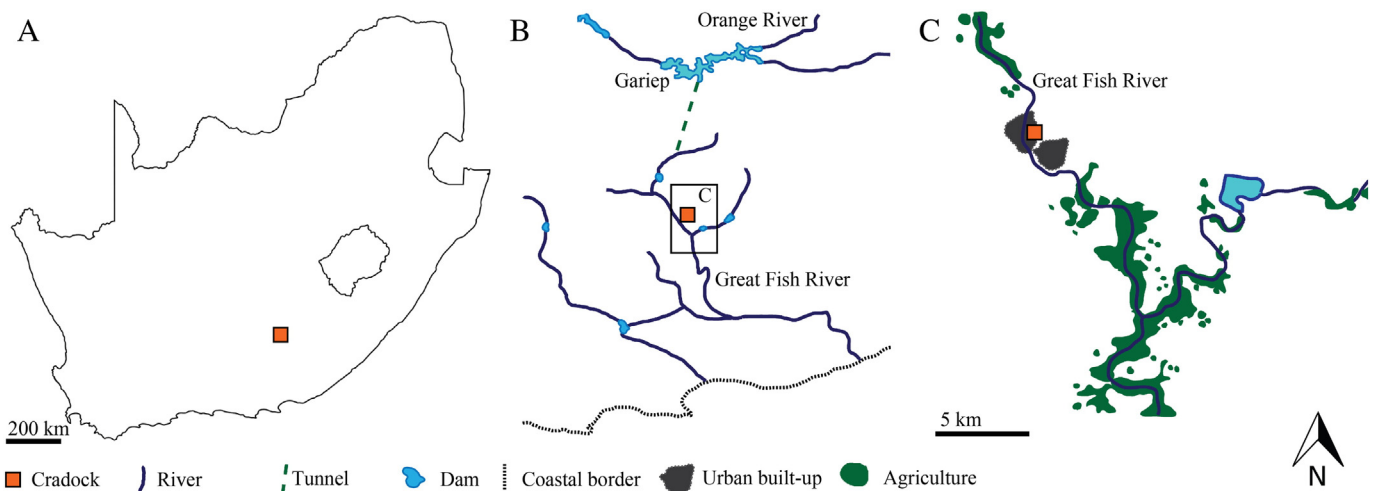 A
B
C
Orange River
Gariep
Great Fish River
C
Great Fish River
200 km
5 km
N
Cradock
River
Tunnel
Dam
Coastal border
Urban built-up
Agriculture